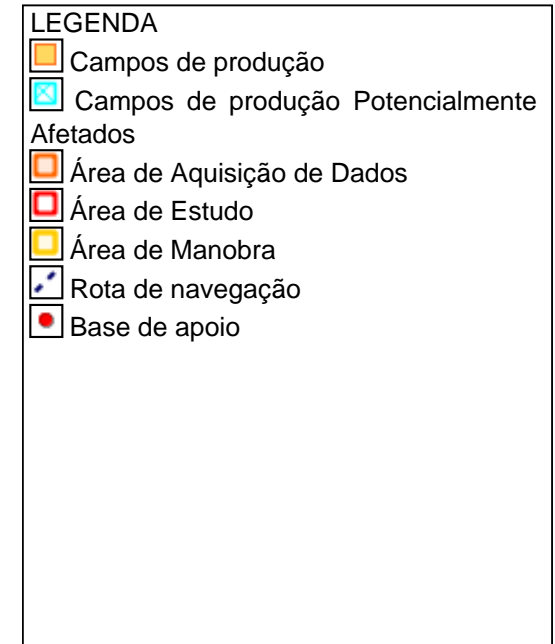 LEGENDA
Campos de produção
Campos de produção Potencialmente
Afetados
Área de Aquisição de Dados
Área de Estudo
Área de Manobra
Rota de navegação
Base de apoio